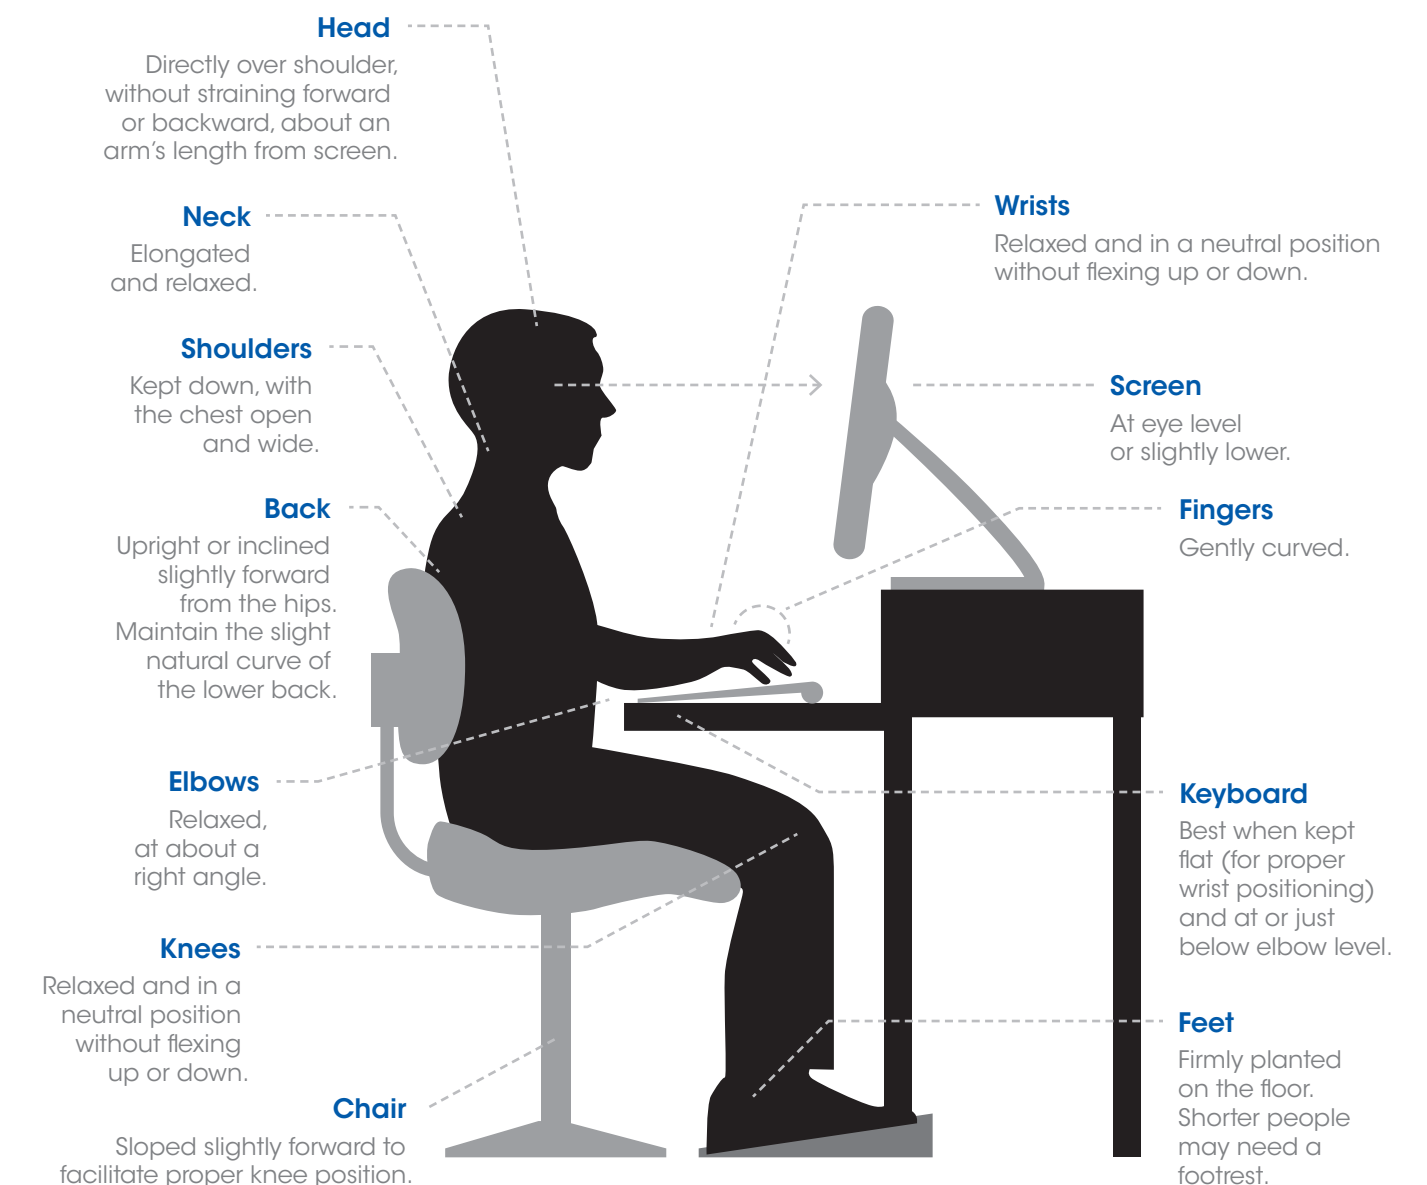 Head
Directly over shoulder,
without straining forward
or backward, about an
arm's length from screen.
Neck
Elongated
and relaxed.
Shoulders
Kept down, with
the chest open
and wide.
Back
Upright or inclined
slightly forward
from the hips.
Maintain the slight
natural curve of
the lower back.
Elbows
Relaxed,
at about a
right angle.
Knees
Relaxed and in a
neutral position
without flexing
up or down.
Chair
Sloped slightly forward to
facilitate proper knee position.
Wrists
Relaxed and in a neutral position
without flexing up or down.
Screen
At eye level
or slightly lower.
Fingers
Gently curved.
Keyboard
Best when kept
flat (for proper
wrist positioning)
and at or just
below elbow level.
Feet
Firmly planted
on the floor.
Shorter people
may need a
footrest.